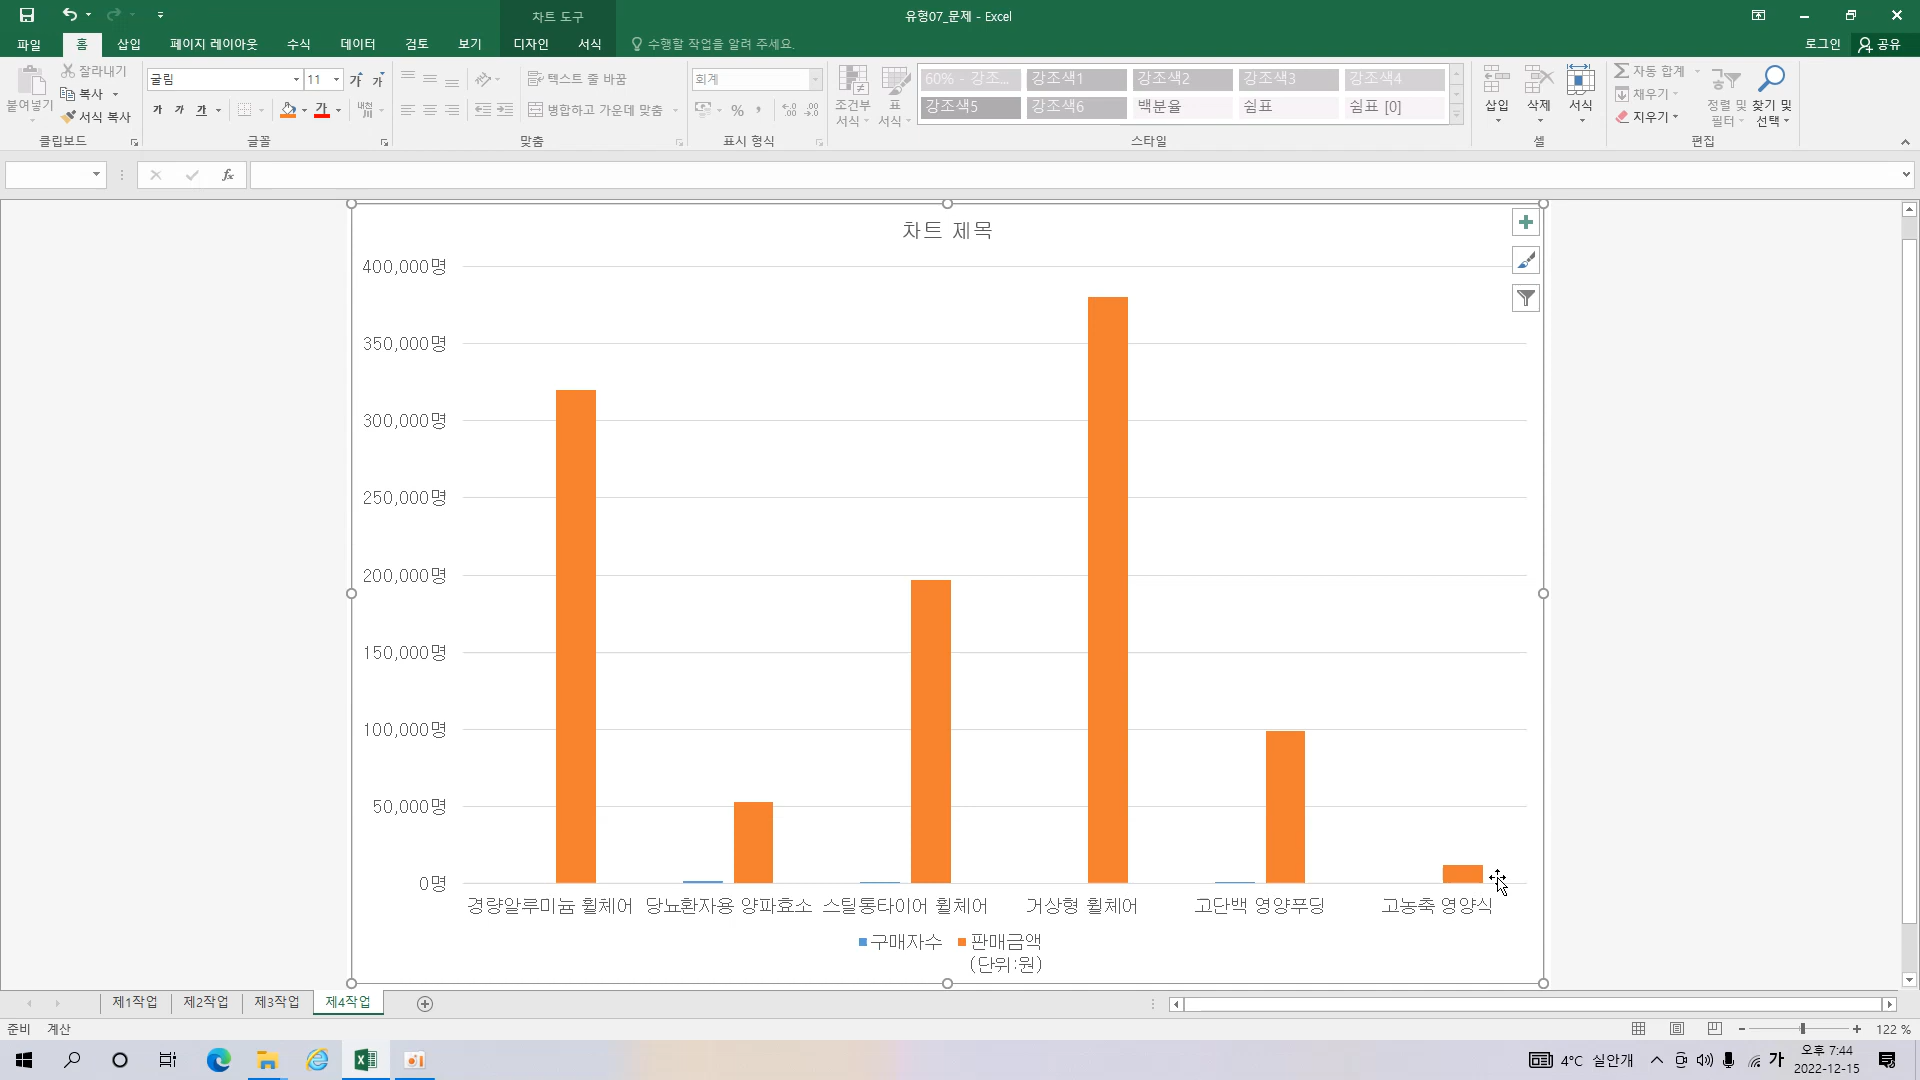 차트 도구
유형07_문제 - Excel
파일 홈 삽입 페이지 레이아웃 수식 데이터 검토 보기 디자인 서식 수행할 작업을 알려 주세요. 로그인 공유
붙여넣기 잘라내기 복사 서식 복사
클립보드
굴림 11 가 가
가 가 가 가 내천
글꼴
텍스트 줄 바꿈
병합하고 가운데 맞춤
맞춤
회계
% ,
표시 형식
조건부 서식 표 서식
60% - 강조... 강조색1 강조색2 강조색3 강조색4
강조색5 강조색6 백분율 쉼표 쉼표 [0]
스타일
삽입 삭제 서식
셀
자동 합계
채우기
지우기
정렬 및 필터 찾기 및 선택
편집
fx
차트 제목
400,000명
350,000명
300,000명
250,000명
200,000명
150,000명
100,000명
50,000명
0명
경량알루미늄 휠체어 당뇨환자용 양파효소 스틸통타이어 휠체어 거상형 휠체어 고단백 영양푸딩 고농축 영양식
구매자수 판매금액
(단위:원)
제1작업 제2작업 제3작업 제4작업
준비 계산 122 %
4°C 실안개 가 오후 7:44
2022-12-15